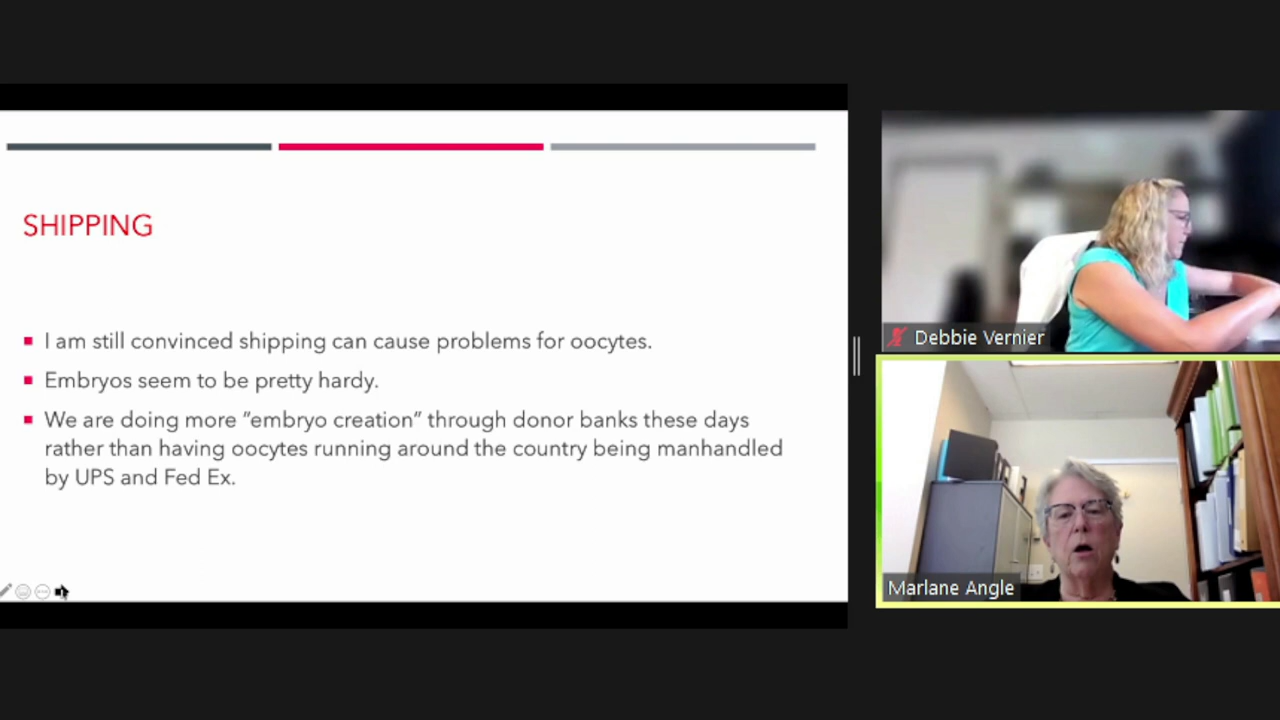 SHIPPING
I am still convinced shipping can cause problems for oocytes.
Embryos seem to be pretty hardy.
We are doing more ”embryo creation” through donor banks these days
rather than having oocytes running around the country being manhandled
by UPS and Fed Ex.
Debbie Vernier
Marlane Angle